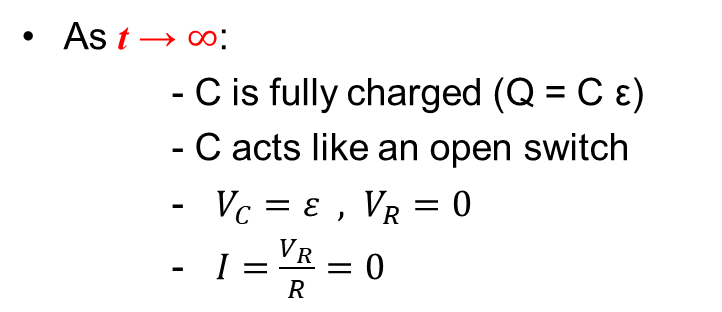 • As t → ∞:
- C is fully charged (Q = C ε)
- C acts like an open switch
- V_C = ε , V_R = 0
- I = V_R/R = 0